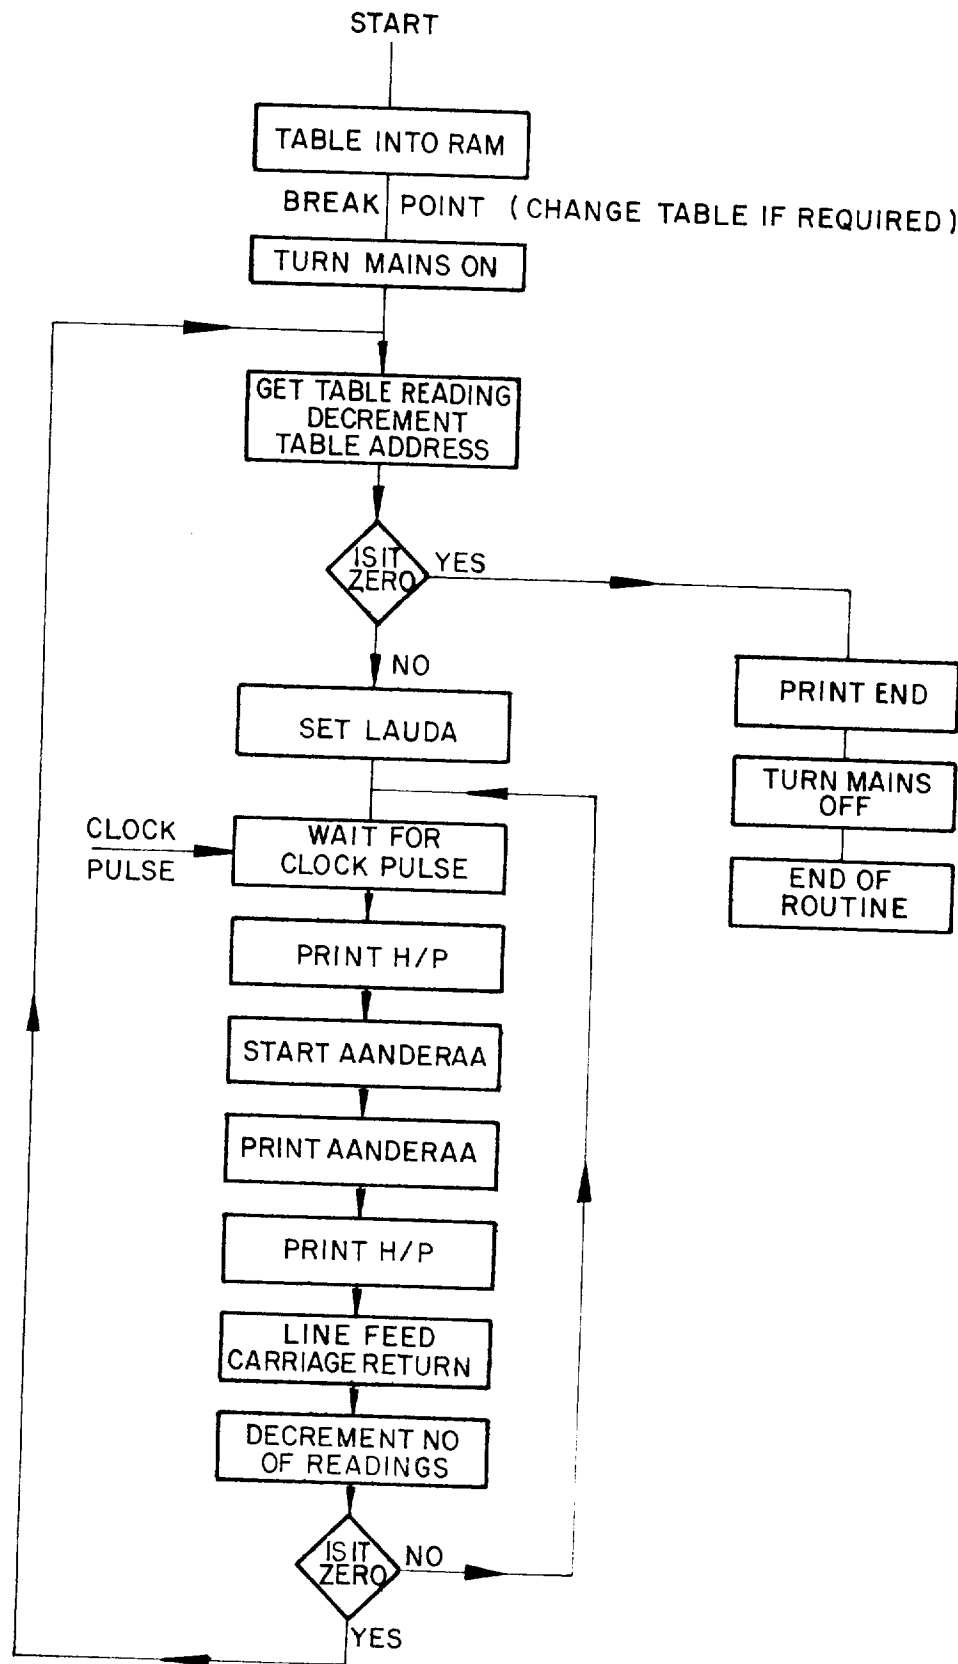 START
TABLE INTO RAM
BREAK POINT (CHANGE TABLE IF REQUIRED)
TURN MAINS ON
GET TABLE READING
DECREMENT
TABLE ADDRESS
IS IT
ZERO
YES
NO
PRINT END
SET LAUDA
TURN MAINS
OFF
CLOCK
PULSE
WAIT FOR
CLOCK PULSE
END OF
ROUTINE
PRINT H/P
START AANDERAA
PRINT AANDERAA
PRINT H/P
LINE FEED
CARRIAGE RETURN
DECREMENT NO
OF READINGS
IS IT
ZERO
NO
YES